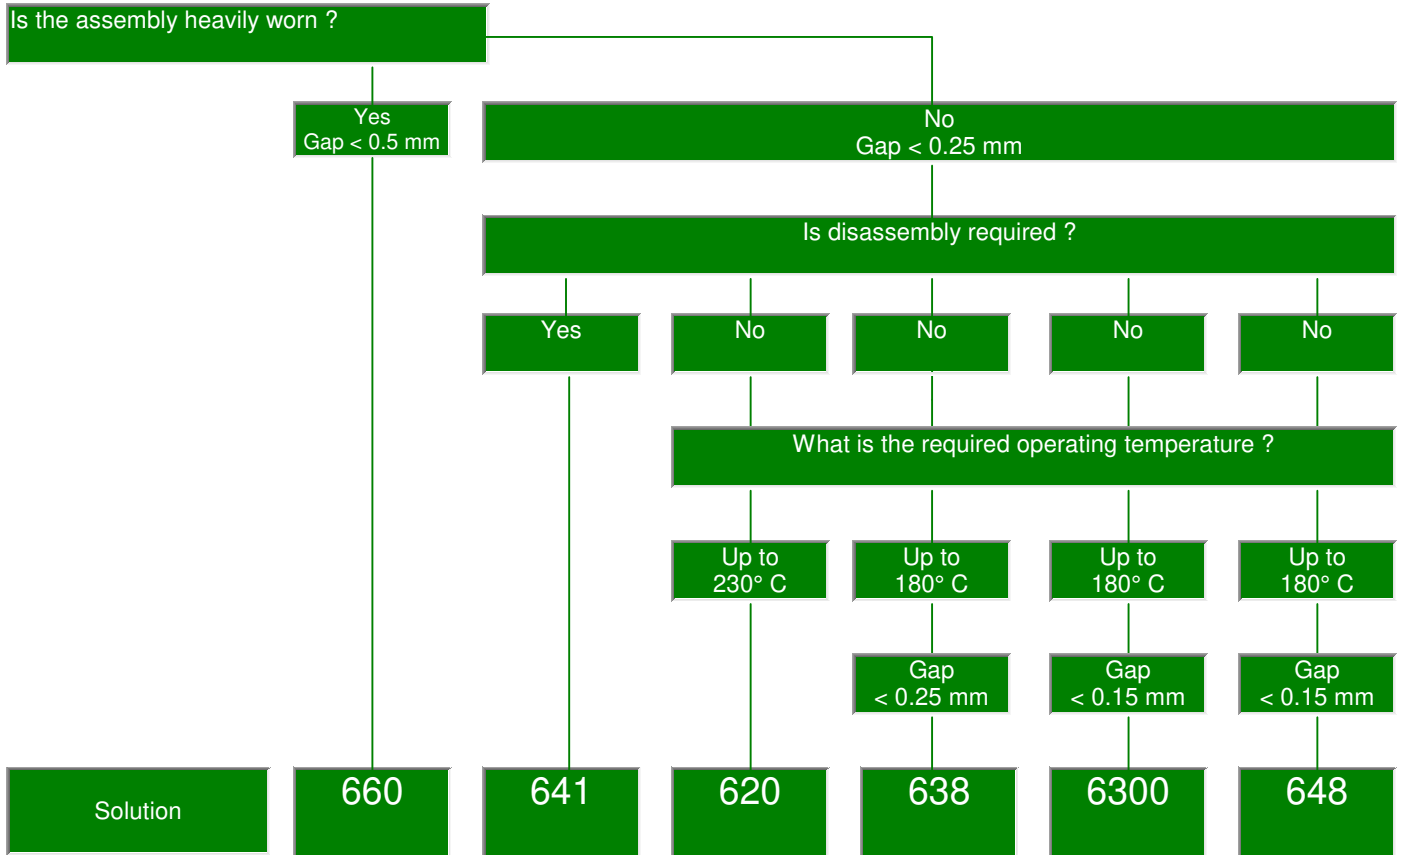 Is the assembly heavily worn ?
Yes
Gap < 0.5 mm
No
Gap < 0.25 mm
Is disassembly required ?
Yes
No
No
No
No
What is the required operating temperature ?
Up to
230° C
Up to
180° C
Up to
180° C
Up to
180° C
Gap
< 0.25 mm
Gap
< 0.15 mm
Gap
< 0.15 mm
Solution
660
641
620
638
6300
648